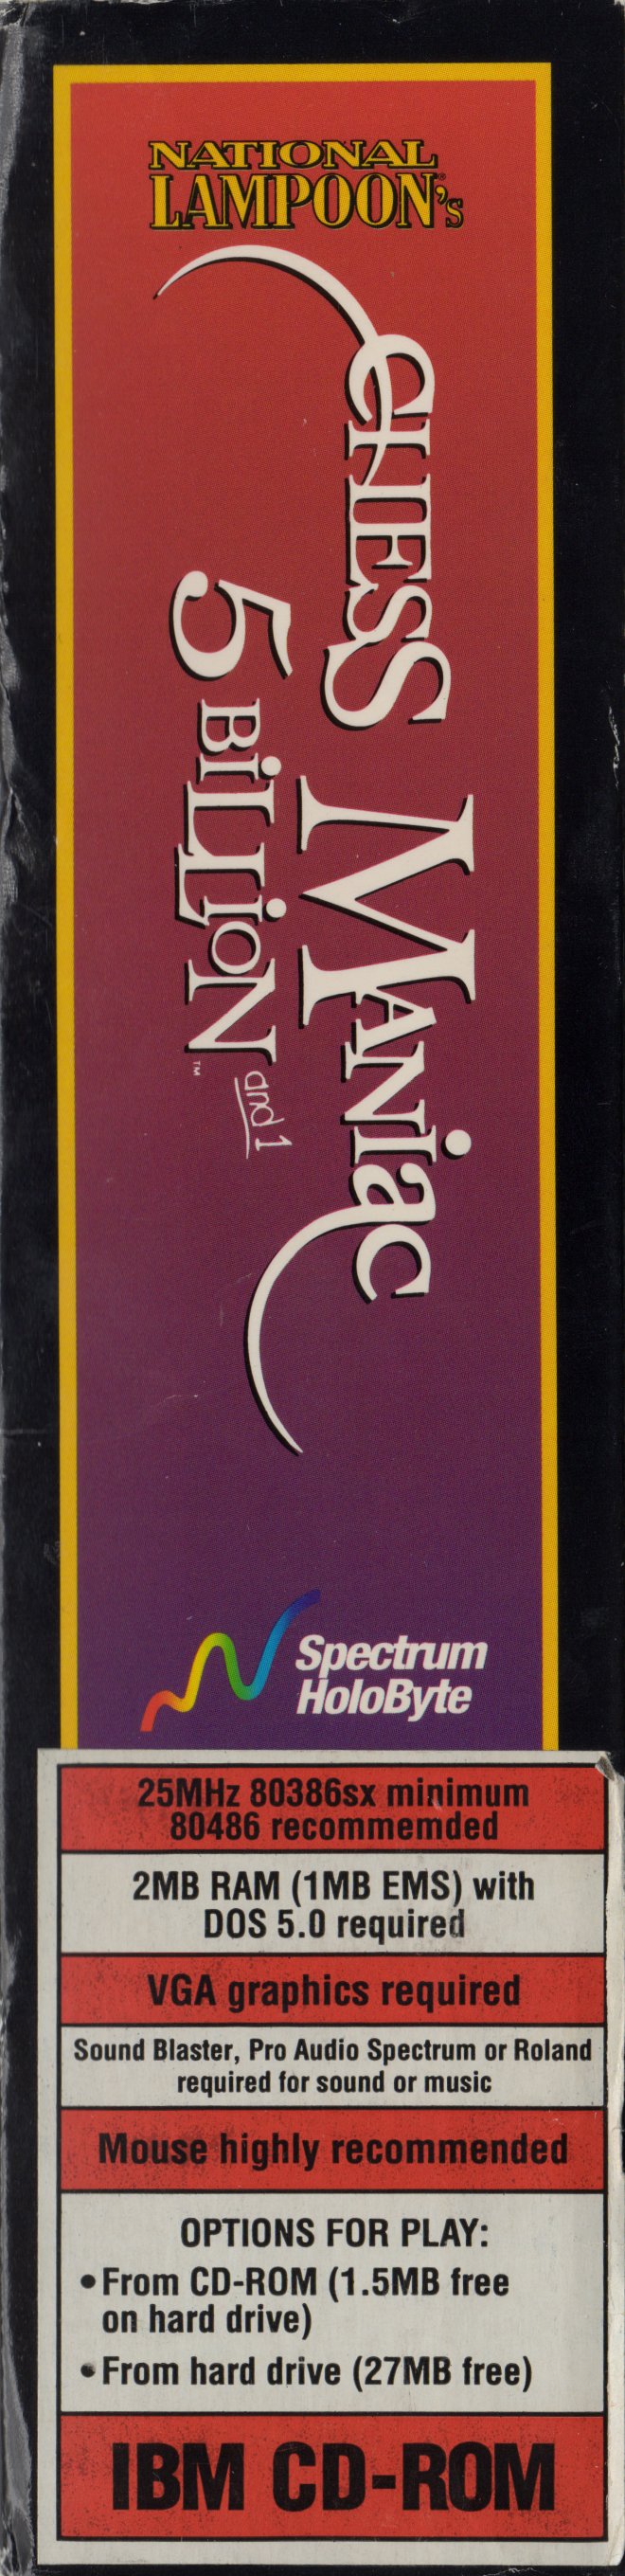 NATIONAL
LAMPOON®'s
CHESS MANiac
5 BiLLiON and 1
™
Spectrum
HoloByte
25MHz 80386sx minimum
80486 recommemded
2MB RAM (1MB EMS) with
DOS 5.0 required
VGA graphics required
Sound Blaster, Pro Audio Spectrum or Roland
required for sound or music
Mouse highly recommended
OPTIONS FOR PLAY:
•From CD-ROM (1.5MB free
on hard drive)
•From hard drive (27MB free)
IBM CD-ROM